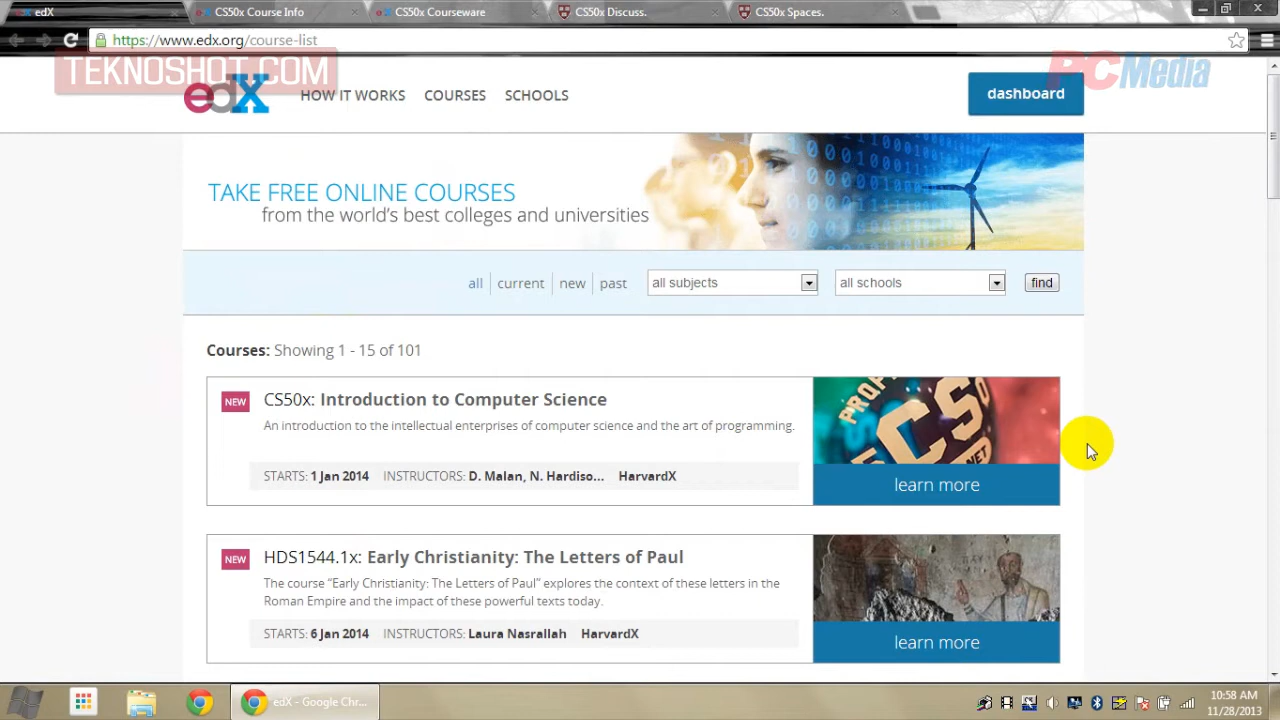 edX
CS50x Course Info
CS50x Courseware
CS50x Discuss.
CS50x Spaces.
https://www.edx.org/course-list
TEKNOSHOT.COM
PCMedia
edX
HOW IT WORKS
COURSES
SCHOOLS
dashboard
TAKE FREE ONLINE COURSES
from the world's best colleges and universities
all
current
new
past
all subjects
all schools
find
Courses: Showing 1 - 15 of 101
NEW
CS50x: Introduction to Computer Science
An introduction to the intellectual enterprises of computer science and the art of programming.
STARTS: 1 Jan 2014 INSTRUCTORS: D. Malan, N. Hardiso... HarvardX
CS50
learn more
NEW
HDS1544.1x: Early Christianity: The Letters of Paul
The course "Early Christianity: The Letters of Paul" explores the context of these letters in the
Roman Empire and the impact of these powerful texts today.
STARTS: 6 Jan 2014 INSTRUCTORS: Laura Nasrallah HarvardX
learn more
edX - Google Chr...
10:58 AM
11/28/2013